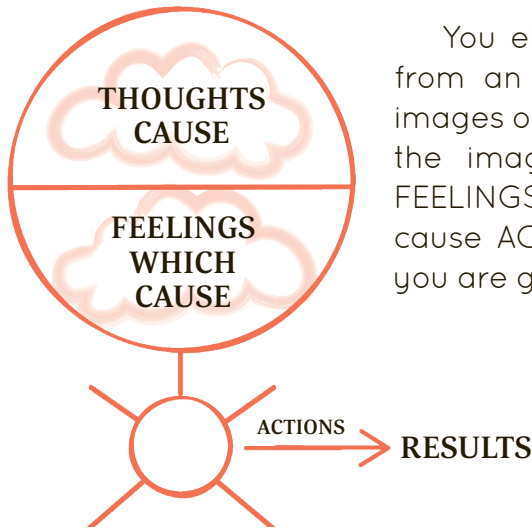 THOUGHTS
CAUSE
FEELINGS
WHICH
CAUSE
ACTIONS
RESULTS
You e
from an
images o
the imag
FEELINGS
cause AC
you are g